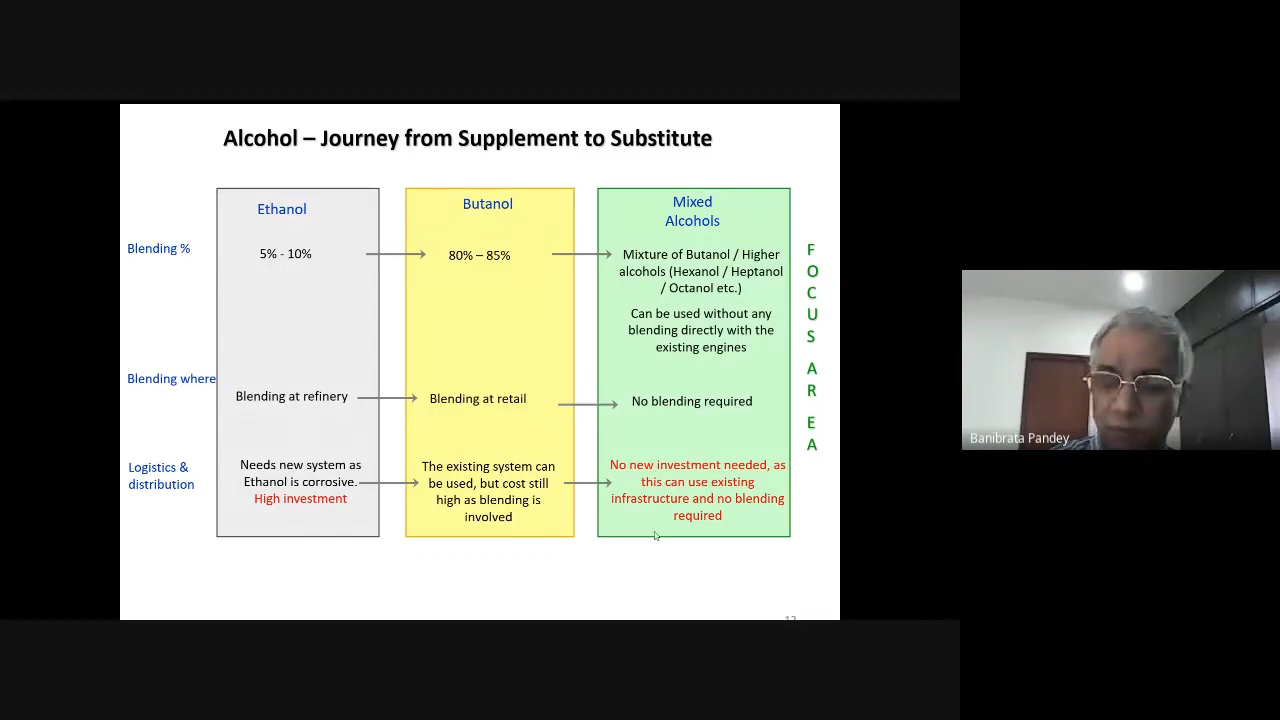 Alcohol – Journey from Supplement to Substitute
Ethanol
Butanol
Mixed
Alcohols
Blending %
5% - 10%
80% – 85%
Mixture of Butanol / Higher
alcohols (Hexanol / Heptanol
/ Octanol etc.)
Can be used without any
blending directly with the
existing engines
Blending where
Blending at refinery
Blending at retail
No blending required
Logistics &
distribution
Needs new system as
Ethanol is corrosive.
High investment
The existing system can
be used, but cost still
high as blending is
involved
No new investment needed, as
this can use existing
infrastructure and no blending
required
FOCUS AREA
Banibrata Pandey